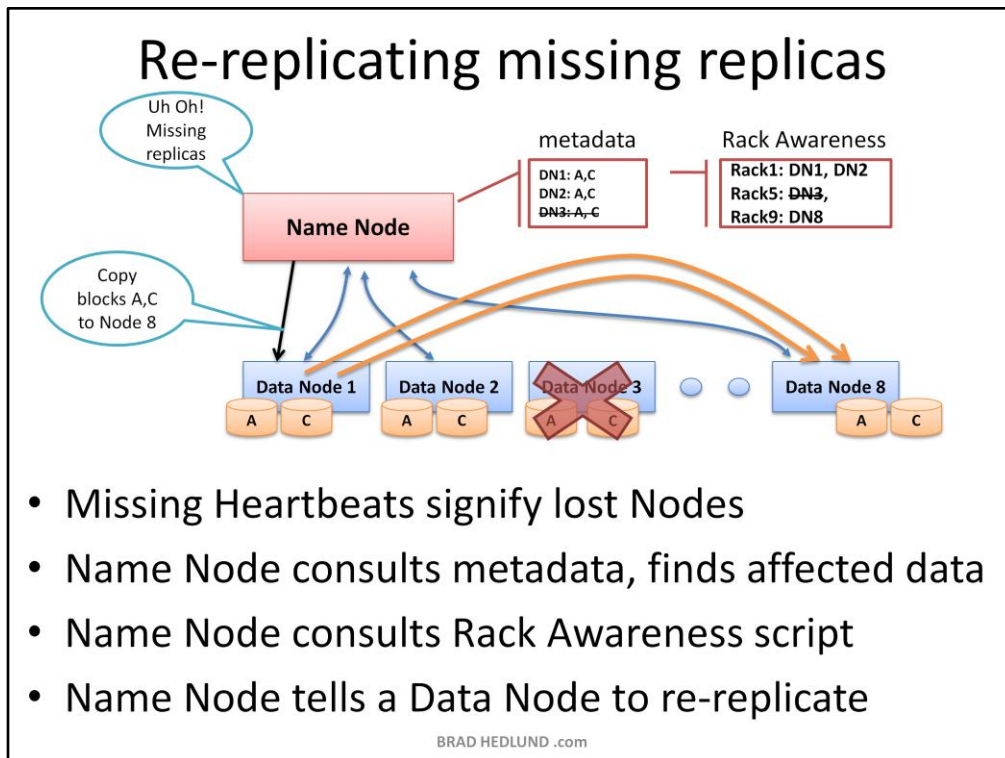 Re-replicating missing replicas
Uh Oh!
Missing
replicas
metadata
DN1: A,C
DN2: A,C
DN3: A, C
Rack Awareness
Rack1: DN1, DN2
Rack5: DN3,
Rack9: DN8
Name Node
Copy
blocks A,C
to Node 8
Data Node 1
A C
Data Node 2
A C
Data Node 3
A C
Data Node 8
A C
• Missing Heartbeats signify lost Nodes
• Name Node consults metadata, finds affected data
• Name Node consults Rack Awareness script
• Name Node tells a Data Node to re-replicate
BRAD HEDLUND .com